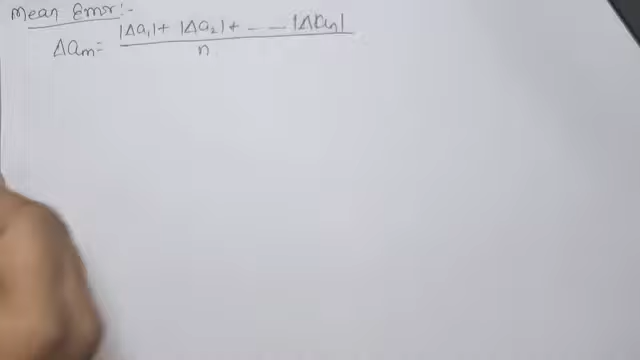 Mean Error:-
Δam = |Δa₁| + |Δa₂| + ---- |Δan| / n